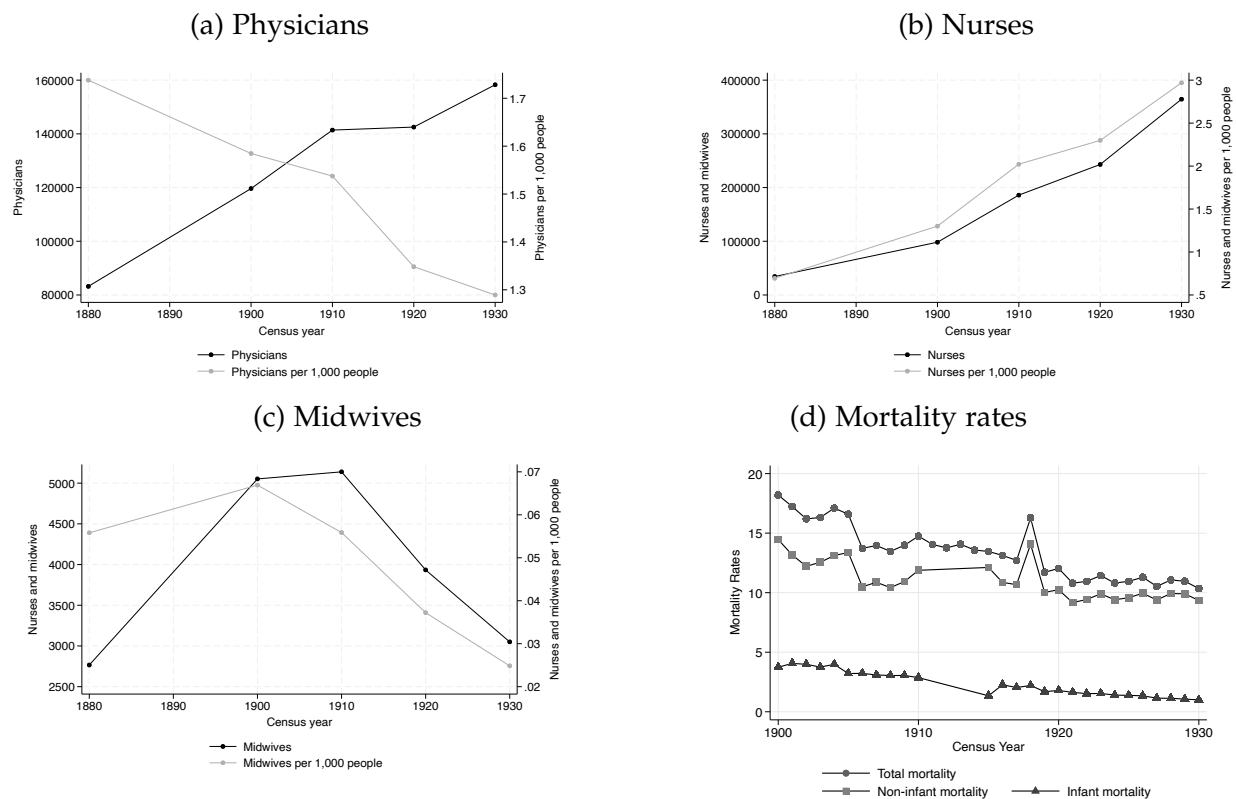 (a) Physicians
160000
140000
120000
100000
80000
Physicians
1.7
1.6
1.5
1.4
1.3
Physicians per 1,000 people
1880 1890 1900 1910 1920 1930
Census year
Physicians
Physicians per 1,000 people
(b) Nurses
400000
300000
200000
100000
0
Nurses and midwives
3
2.5
2
1.5
1
.5
Nurses and midwives per 1,000 people
1880 1890 1900 1910 1920 1930
Census year
Nurses
Nurses per 1,000 people
(c) Midwives
5000
4500
4000
3500
3000
2500
Nurses and midwives
.07
.06
.05
.04
.03
.02
Nurses and midwives per 1,000 people
1880 1890 1900 1910 1920 1930
Census year
Midwives
Midwives per 1,000 people
(d) Mortality rates
20
15
10
5
0
Mortality Rates
1900 1910 1920 1930
Census Year
Total mortality
Non-infant mortality Infant mortality